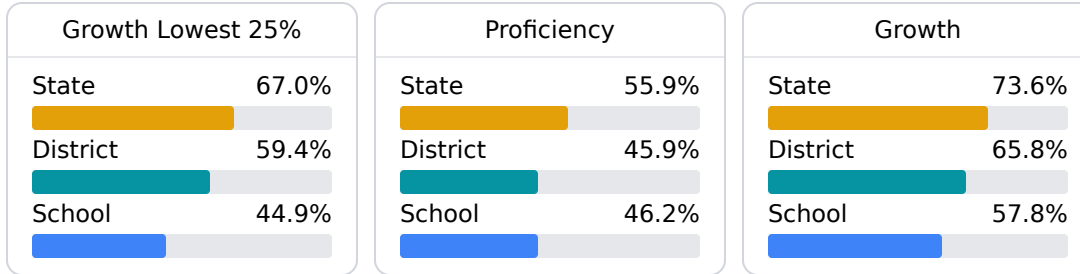 Growth Lowest 25%
State 67.0%
District 59.4%
School 44.9%
Proficiency
State 55.9%
District 45.9%
School 46.2%
Growth
State 73.6%
District 65.8%
School 57.8%